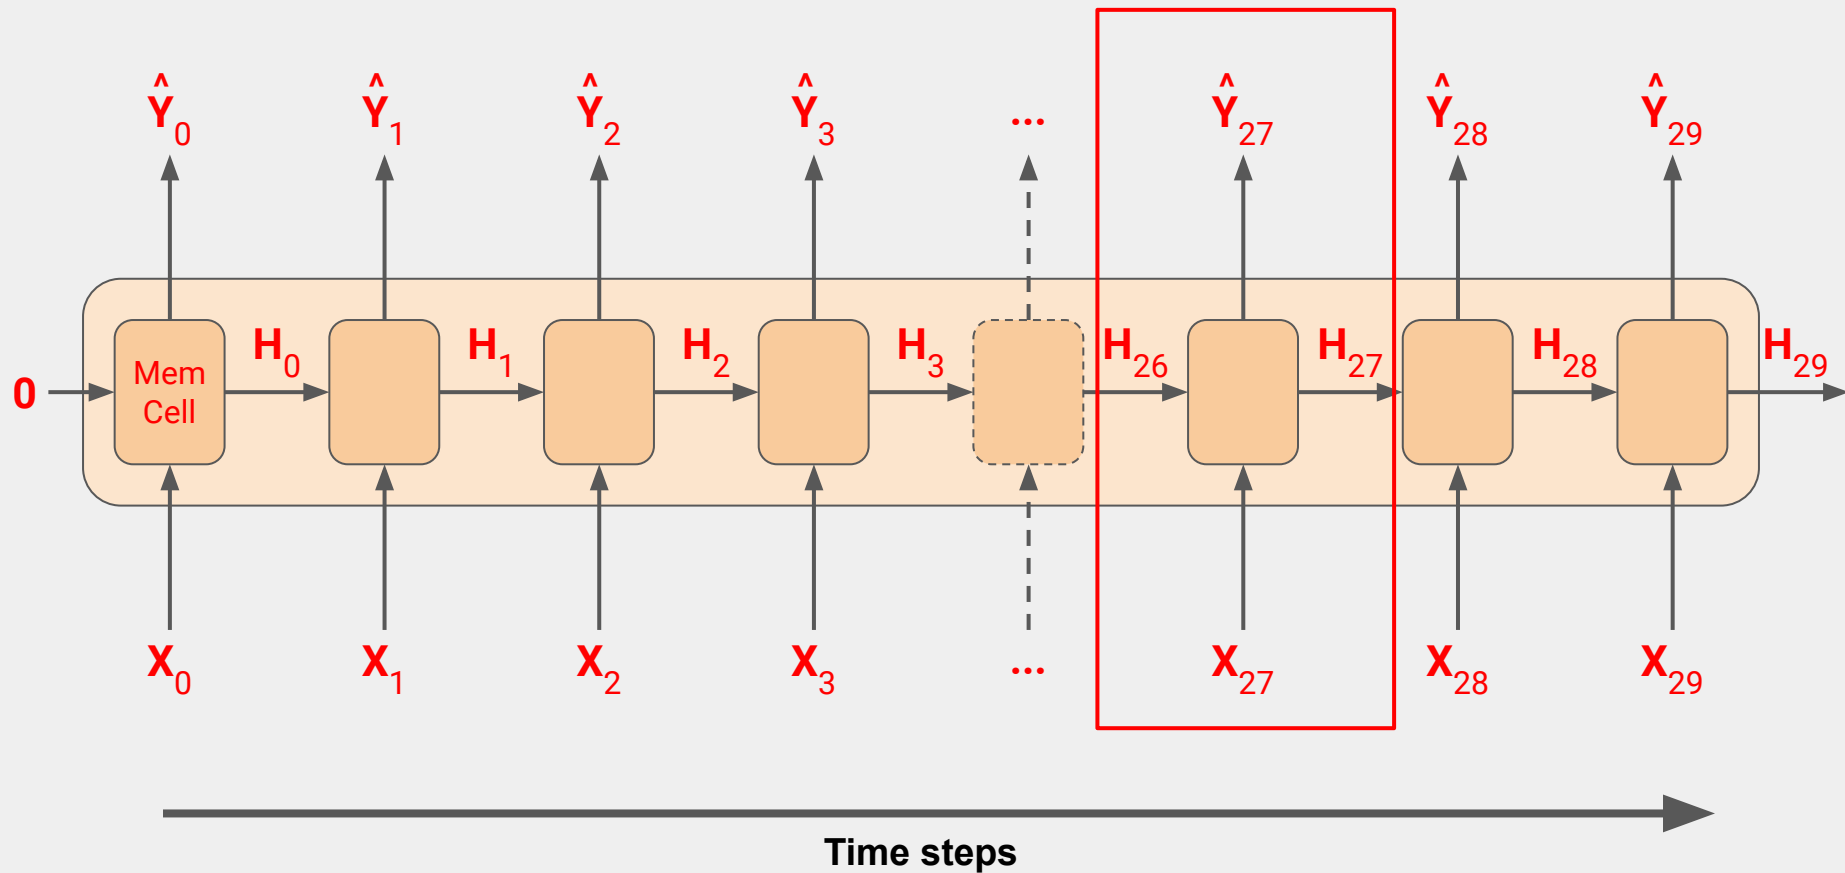 Ŷ0 Ŷ1 Ŷ2 Ŷ3 ... Ŷ27 Ŷ28 Ŷ29
H0 H1 H2 H3 H26 H27 H28 H29
0 Mem
Cell
X0 X1 X2 X3 ... X27 X28 X29
Time steps